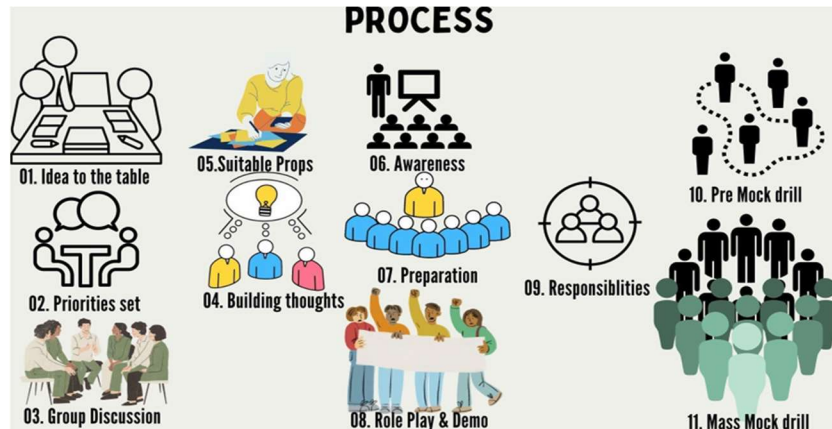 PROCESS
01. Idea to the table
02. Priorities set
03. Group Discussion
04. Building thoughts
05.Suitable Props
06. Awareness
07. Preparation
08. Role Play & Demo
09. Responsiblities
10. Pre Mock drill
11. Mass Mock drill